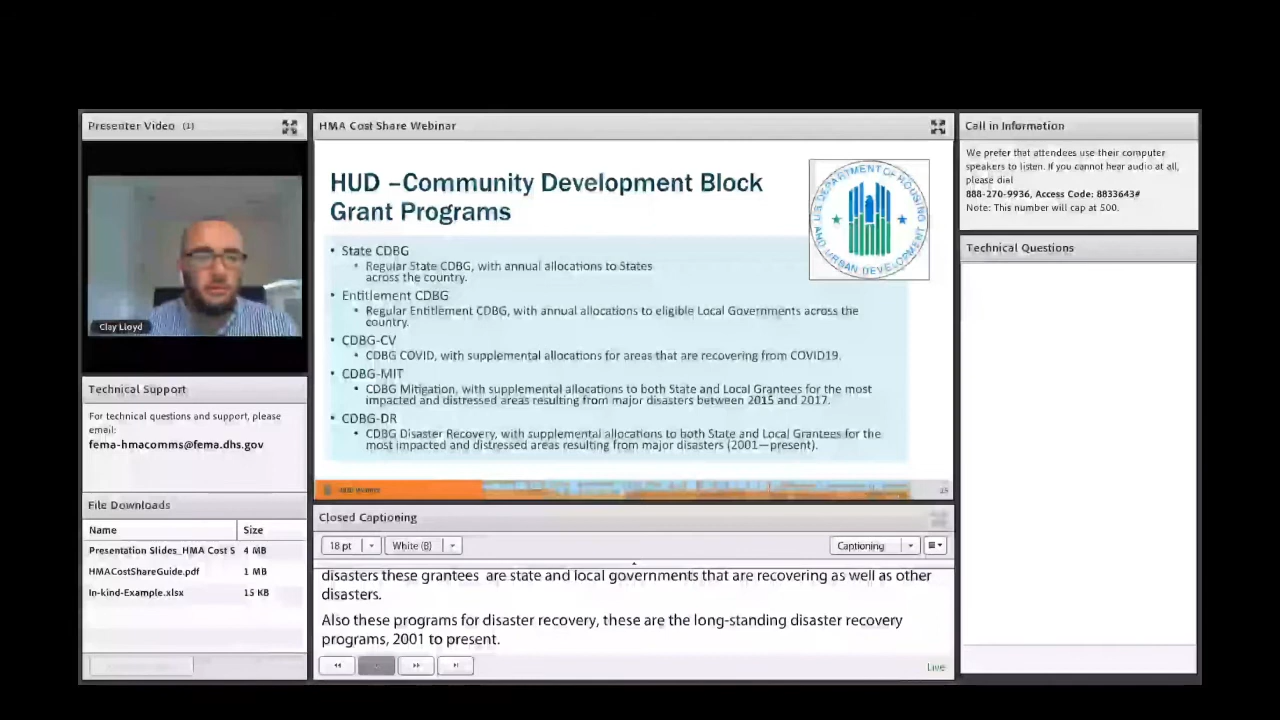 Presenter Video (1)
Clay Lloyd
Technical Support
For technical questions and support, please
email:
fema-hmacomms@fema.dhs.gov
File Downloads
Name Size
Presentation Slides_HMA Cost S 4 MB
HMACostShareGuide.pdf 1 MB
In-kind-Example.xlsx 15 KB
HMA Cost Share Webinar
HUD –Community Development Block
Grant Programs
U.S. DEPARTMENT OF HOUSING
AND URBAN DEVELOPMENT
• State CDBG
• Regular State CDBG, with annual allocations to States
across the country.
• Entitlement CDBG
• Regular Entitlement CDBG, with annual allocations to eligible Local Governments across the
country.
• CDBG-CV
• CDBG COVID, with supplemental allocations for areas that are recovering from COVID19.
• CDBG-MIT
• CDBG Mitigation, with supplemental allocations to both State and Local Grantees for the most
impacted and distressed areas resulting from major disasters between 2015 and 2017.
• CDBG-DR
• CDBG Disaster Recovery, with supplemental allocations to both State and Local Grantees for the
most impacted and distressed areas resulting from major disasters (2001—present).
Closed Captioning
18 pt White (B) Captioning
disasters these grantees are state and local governments that are recovering as well as other
disasters.
Also these programs for disaster recovery, these are the long-standing disaster recovery
programs, 2001 to present.
Live
Call in Information
We prefer that attendees use their computer
speakers to listen. If you cannot hear audio at all,
please dial
888-270-9936, Access Code: 8833643#
Note: This number will cap at 500.
Technical Questions